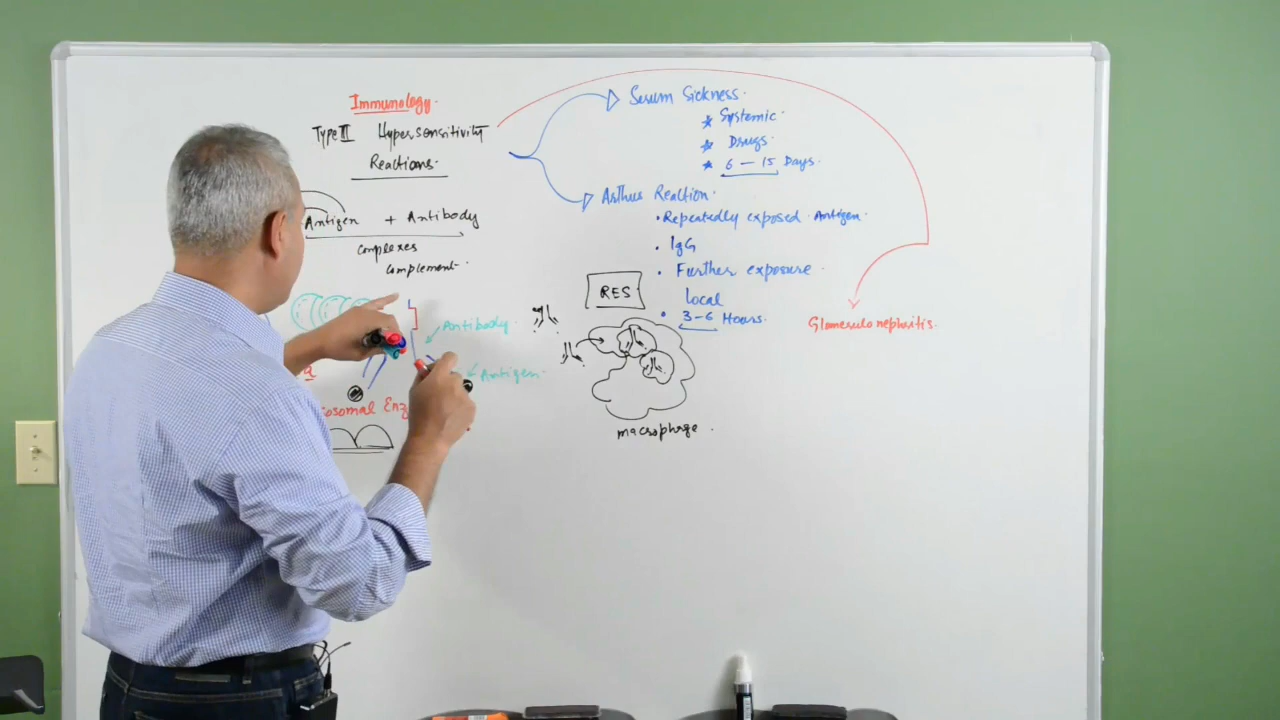 Immunology.
Type III Hypersensitivity
Reactions.
Antigen + Antibody
Complexes
Complement.
Antibody.
Antigen.
Serum Sickness.
* Systemic
* Drugs
* 6 – 15 Days.
Arthus Reaction.
• Repeatedly exposed Antigen.
• IgG
• Further exposure
local
• 3-6 Hours.
RES
macrophage.
Glomerulonephritis.